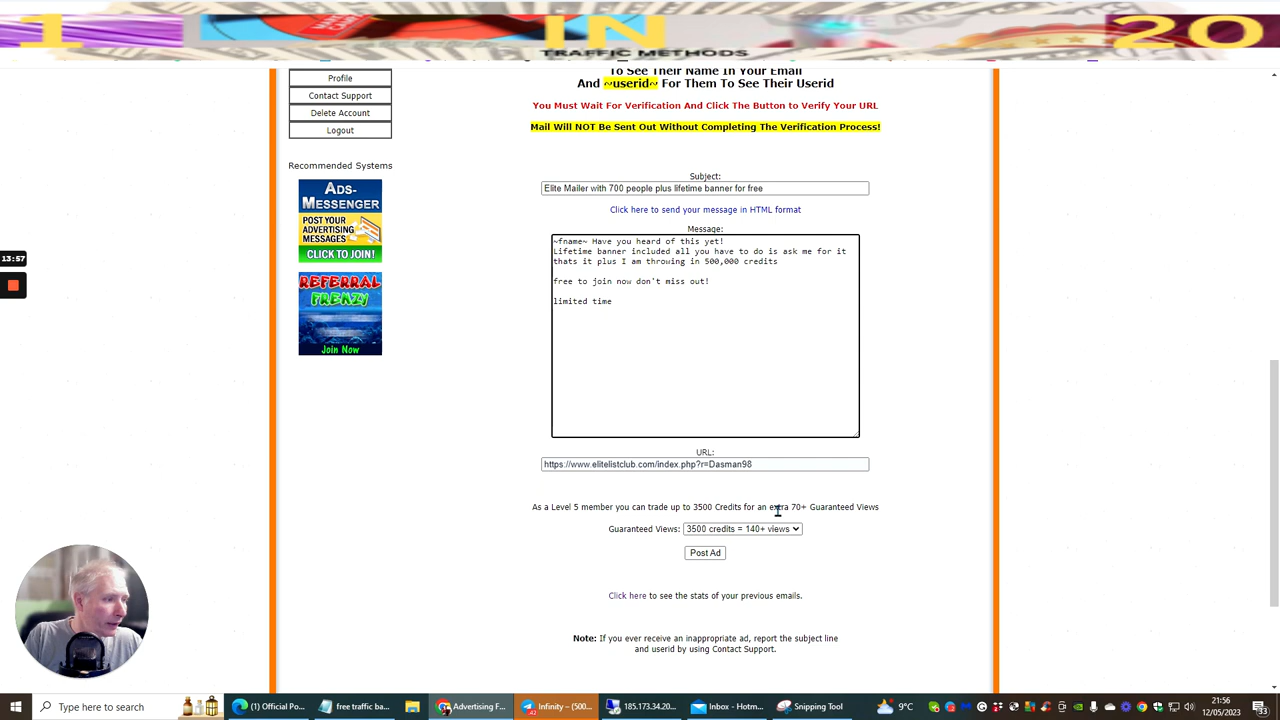 1 IN 20
TRAFFIC METHODS
To See Their Name In Your Email
And ~userid~ For Them To See Their Userid
You Must Wait For Verification And Click The Button to Verify Your URL
Mail Will NOT Be Sent Out Without Completing The Verification Process!
Profile
Contact Support
Delete Account
Logout
Recommended Systems
ADS-
MESSENGER
POST YOUR
ADVERTISING
MESSAGES
CLICK TO JOIN!
REFERRAL
FRENZY
Join Now
Subject:
Elite Mailer with 700 people plus lifetime banner for free
Click here to send your message in HTML format
Message:
~fname~ Have you heard of this yet!
Lifetime banner included all you have to do is ask me for it
thats it plus I am throwing in 500,000 credits
free to join now don't miss out!
limited time
URL:
https://www.elitelistclub.com/index.php?r=Dasman98
As a Level 5 member you can trade up to 3500 Credits for an extra 70+ Guaranteed Views
Guaranteed Views: 3500 credits = 140+ views
Post Ad
Click here to see the stats of your previous emails.
Note: If you ever receive an inappropriate ad, report the subject line
and userid by using Contact Support.
13:57
Type here to search
(1) Official Po...
free traffic ba...
Advertising F...
Infinity – (500...
185.173.34.20...
Inbox - Hotm...
Snipping Tool
9°C
21:56
12/05/2023